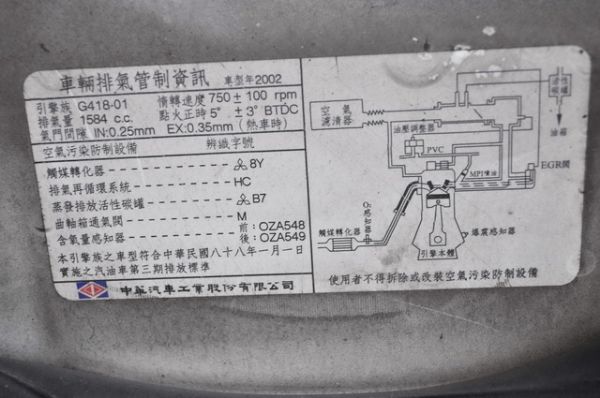 車輛排氣管制資訊 車型年2002
引擎族 G418-01 惰轉速度 750 ± 100 rpm
排氣量 1584 c.c. 點火正時 5° ± 3° BTDC
氣門間隙 IN:0.25mm EX:0.35mm (熱車時)
空氣污染防制設備 辨識字號
觸媒轉化器 8Y
排氣再循環系統 HC
蒸發排放活性碳罐 B7
曲軸箱通氣閥 M
含氧量感知器 前: OZA548
後: OZA549
本引擎族之車型符合中華民國八十八年一月一日
實施之汽油車第三期排放標準
中華汽車工業股份有限公司
空氣
濾清器
油壓調整器
活性
碳罐
油箱
PVC
MPI噴油
EGR閥
O₂
感知器
觸媒轉化器
爆震感知器
引擎本體
使用者不得拆除或改裝空氣污染防制設備